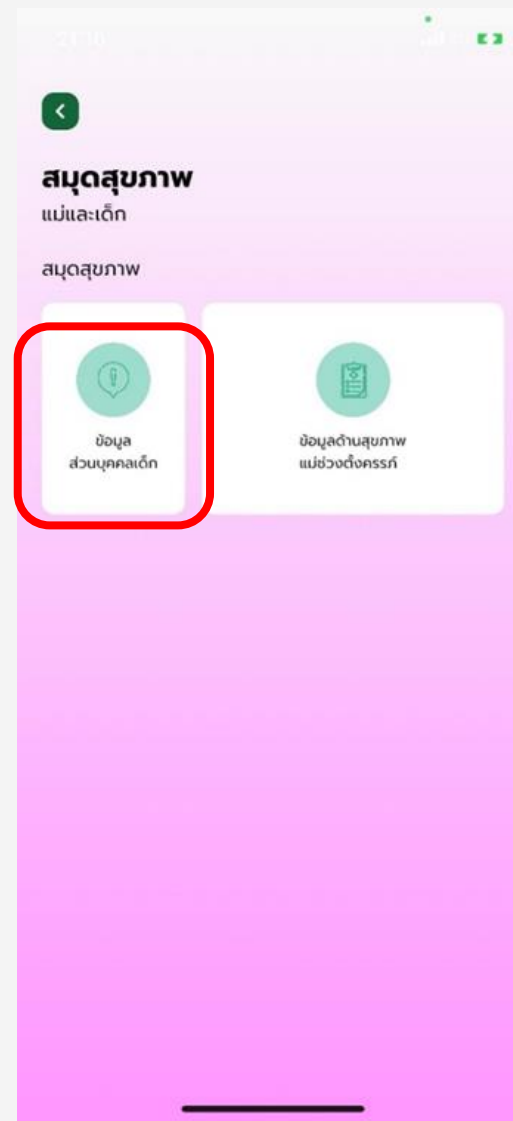 สมุดสุขภาพ
แม่และเด็ก
สมุดสุขภาพ
ข้อมูล
ส่วนบุคคลเด็ก
ข้อมูลด้านสุขภาพ
แม่ช่วงตั้งครรภ์